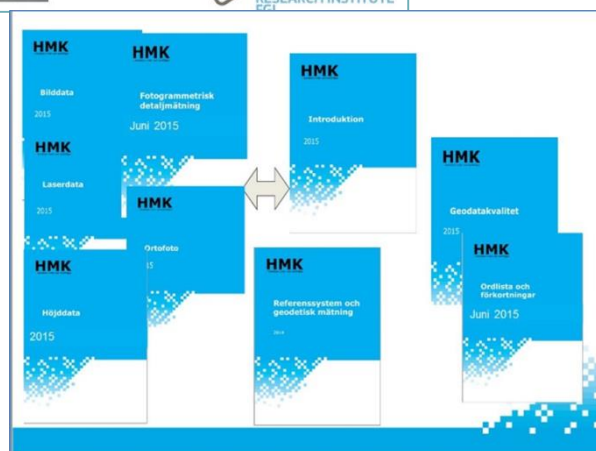 RESEARCH INSTITUTE
FGI
HMK
Bilddata
2015
HMK
Fotogrammetrisk
detaljmätning
Juni 2015
HMK
Introduktion
2015
HMK
Laserdata
2015
HMK
Ortofoto
HMK
Geodatakvalitet
2015
HMK
Höjddata
2015
HMK
Referenssystem och
geodetisk mätning
HMK
Ordlista och
förkortningar
Juni 2015